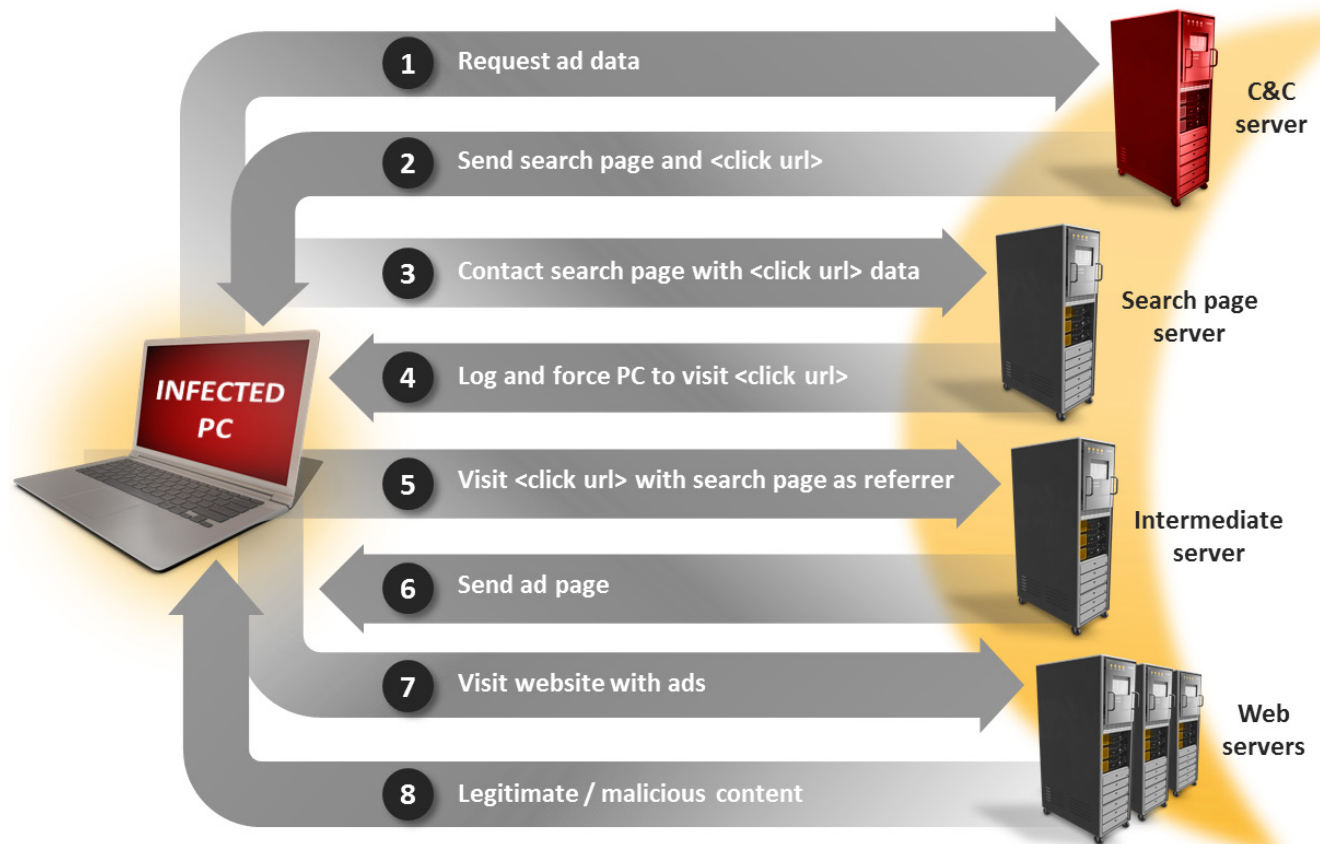 1 Request ad data
C&C
server
2 Send search page and <click url>
3 Contact search page with <click url> data
Search page
server
4 Log and force PC to visit <click url>
INFECTED
PC
5 Visit <click url> with search page as referrer
Intermediate
server
6 Send ad page
7 Visit website with ads
Web
servers
8 Legitimate / malicious content